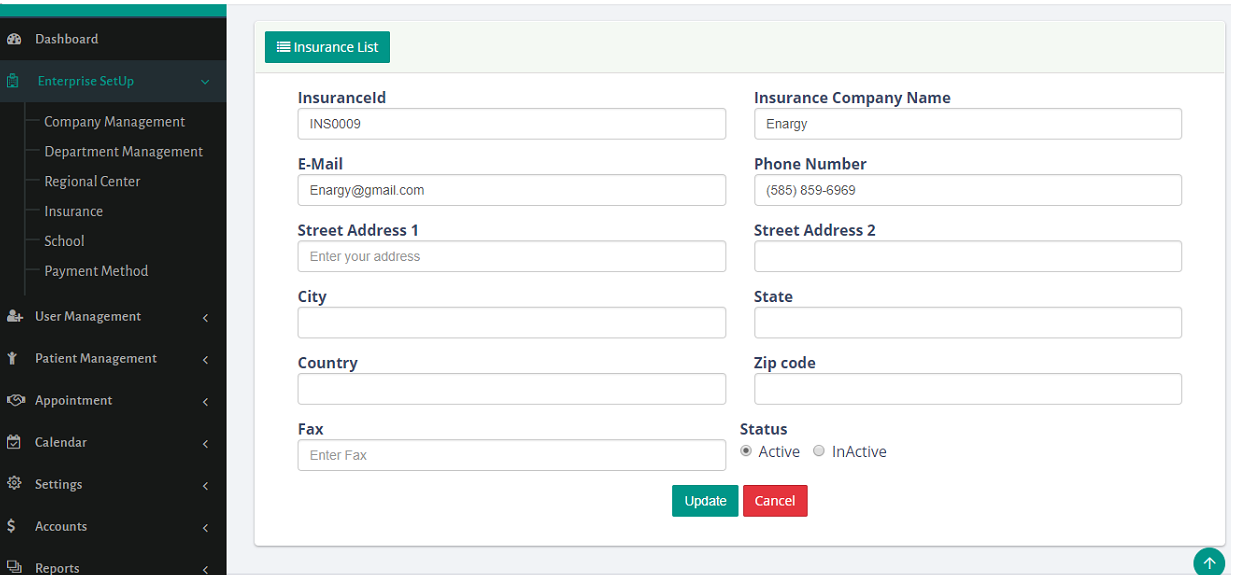 Dashboard
Enterprise SetUp
Company Management
Department Management
Regional Center
Insurance
School
Payment Method
User Management
Patient Management
Appointment
Calendar
Settings
Accounts
Reports
Insurance List
InsuranceId
INS0009
Insurance Company Name
Enargy
E-Mail
Enargy@gmail.com
Phone Number
(585) 859-6969
Street Address 1
Enter your address
Street Address 2
City
State
Country
Zip code
Fax
Enter Fax
Status
Active InActive
Update Cancel